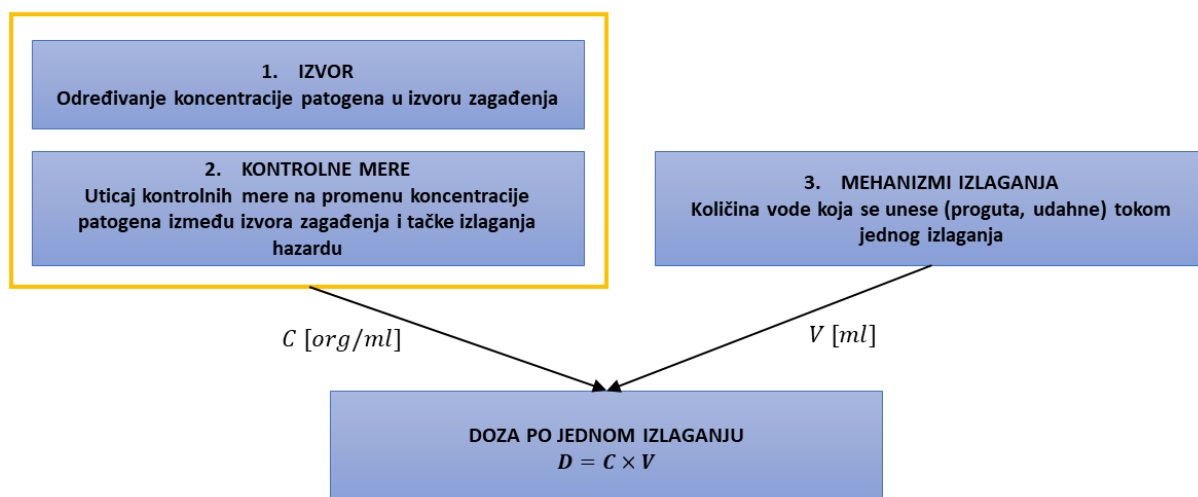 1. IZVOR
Određivanje koncentracije patogena u izvoru zagađenja
2. KONTROLNE MERE
Uticaj kontrolnih mere na promenu koncentracije
patogena između izvora zagađenja i tačke izlaganja
hazardu
3. MEHANIZMI IZLAGANJA
Količina vode koja se unese (proguta, udahne) tokom
jednog izlaganja
C [org/ml]
V [ml]
DOZA PO JEDNOM IZLAGANJU
D = C × V